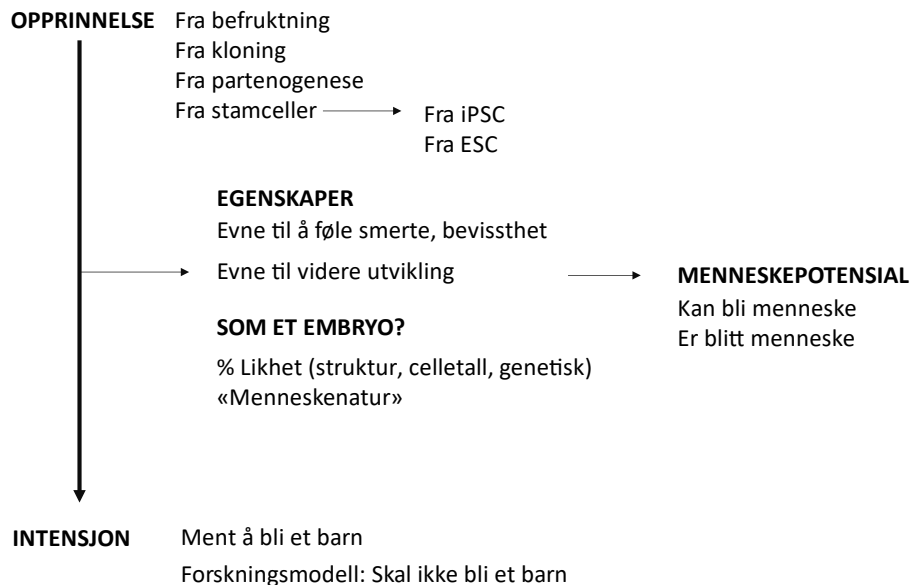 OPPRINNELSE Fra befruktning
Fra kloning
Fra partenogenese
Fra stamceller
Fra iPSC
Fra ESC
EGENSKAPER
Evne til å føle smerte, bevissthet
Evne til videre utvikling
MENNESKEPOTENSIAL
Kan bli menneske
Er blitt menneske
SOM ET EMBRYO?
% Likhet (struktur, celletall, genetisk)
«Menneskenatur»
INTENSJON Ment å bli et barn
Forskningsmodell: Skal ikke bli et barn